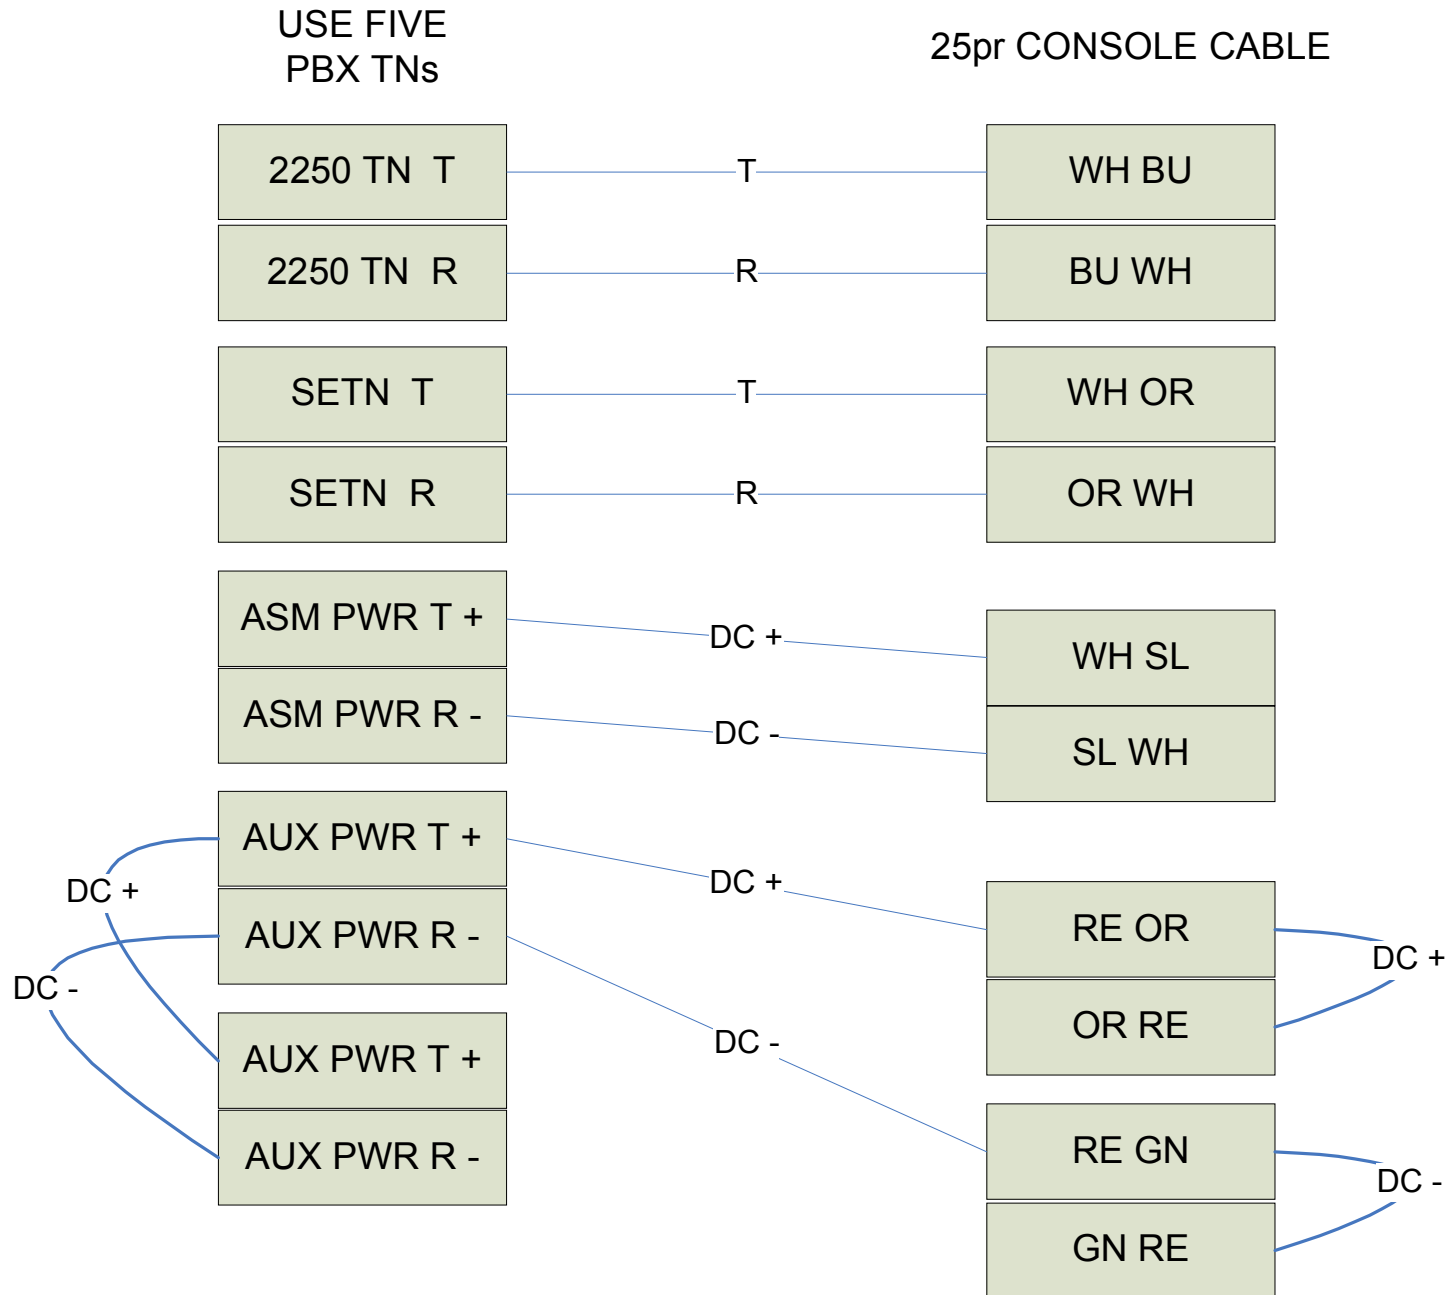 USE FIVE
PBX TNs
25pr CONSOLE CABLE
2250 TN T
T
WH BU
2250 TN R
R
BU WH
SETN T
T
WH OR
SETN R
R
OR WH
ASM PWR T +
DC +
WH SL
ASM PWR R -
DC -
SL WH
AUX PWR T +
DC +
DC +
RE OR
AUX PWR R -
DC +
DC -
OR RE
DC -
AUX PWR T +
RE GN
AUX PWR R -
DC -
GN RE